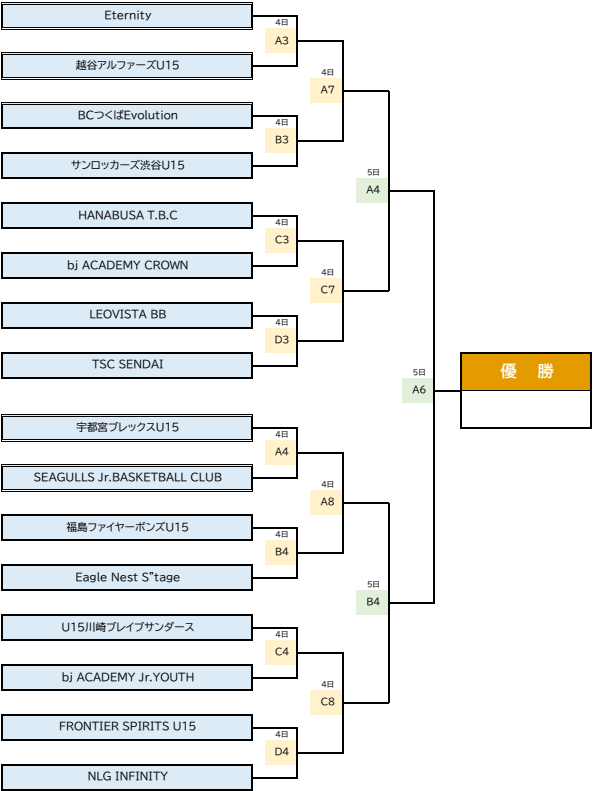 Eternity
4日
A3
越谷アルファーズU15
4日
A7
BCつくばEvolution
4日
B3
サンロッカーズ渋谷U15
5日
A4
HANABUSA T.B.C
4日
C3
bj ACADEMY CROWN
4日
C7
LEOVISTA BB
4日
D3
TSC SENDAI
5日
A6
優　勝
宇都宮ブレックスU15
4日
A4
SEAGULLS Jr.BASKETBALL CLUB
4日
A8
福島ファイヤーボンズU15
4日
B4
Eagle Nest S”tage
5日
B4
U15川崎ブレイブサンダース
4日
C4
bj ACADEMY Jr.YOUTH
4日
C8
FRONTIER SPIRITS U15
4日
D4
NLG INFINITY